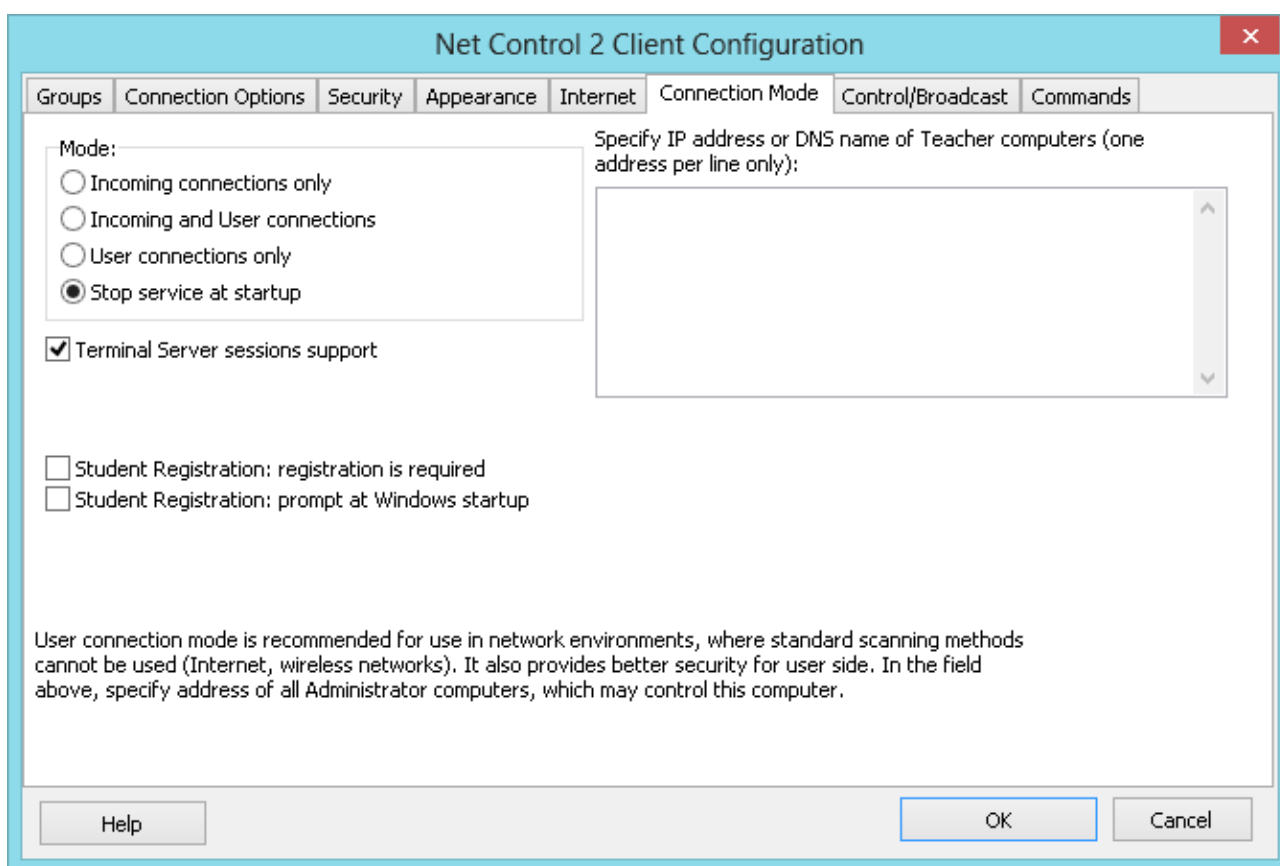 Net Control 2 Client Configuration
Groups
Connection Options
Security
Appearance
Internet
Connection Mode
Control/Broadcast
Commands
Mode:
Incoming connections only
Incoming and User connections
User connections only
Stop service at startup
Terminal Server sessions support
Specify IP address or DNS name of Teacher computers (one
address per line only):
Student Registration: registration is required
Student Registration: prompt at Windows startup
User connection mode is recommended for use in network environments, where standard scanning methods
cannot be used (Internet, wireless networks). It also provides better security for user side. In the field
above, specify address of all Administrator computers, which may control this computer.
Help
OK
Cancel